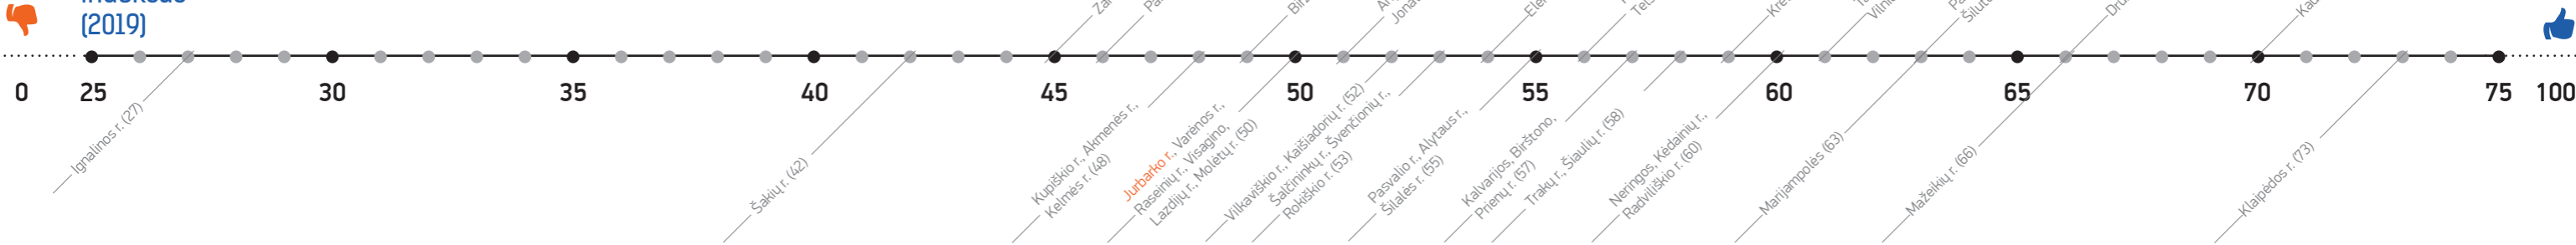 (2019)
0 25 30 35 40 45 50 55 60 65 70 75 100
Ignalinos r. (27)
Šakių r. (42)
Kupiškio r., Akmenės r.,
Kelmės r. (48)
Jurbarko r., Varėnos r.,
Raseinių r., Visagino,
Lazdijų r., Molėtų r. (50)
Vilkaviškio r., Kaišiadorių r. (52)
Šalčininkų r., Švenčionių r.,
Rokiškio r. (53)
Pasvalio r., Alytaus r.,
Šilalės r. (55)
Kalvarijos, Birštono,
Prienų r. (57)
Trakų r., Šiaulių r. (58)
Neringos, Kėdainių r.,
Radviliškio r. (60)
Marijampolės (63)
Mažeikių r. (66)
Klaipėdos r. (73)